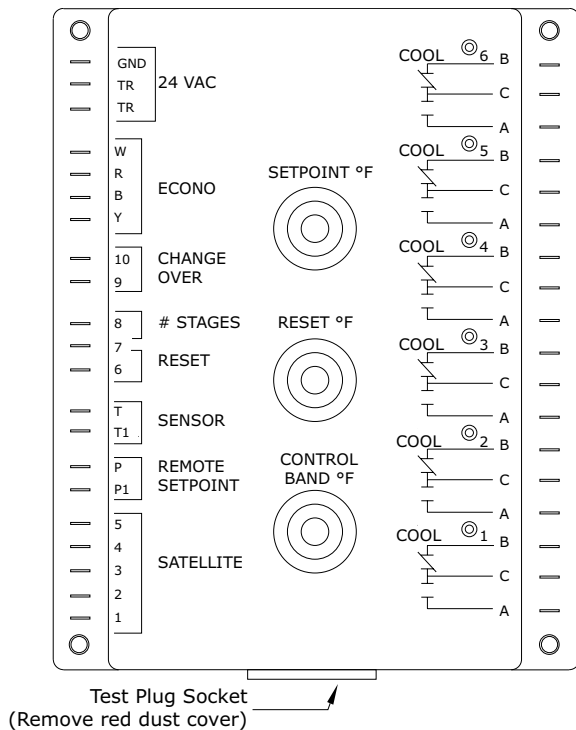 GND
TR
TR
24 VAC
W
R
B
Y
ECONO
10
9
CHANGE
OVER
8
# STAGES
7
6
RESET
T
T1
SENSOR
P
P1
REMOTE
SETPOINT
5
4
3
2
1
SATELLITE
SETPOINT °F
RESET °F
CONTROL
BAND °F
COOL 6 B
C
A
COOL 5 B
C
A
COOL 4 B
C
A
COOL 3 B
C
A
COOL 2 B
C
A
COOL 1 B
C
A
Test Plug Socket
(Remove red dust cover)